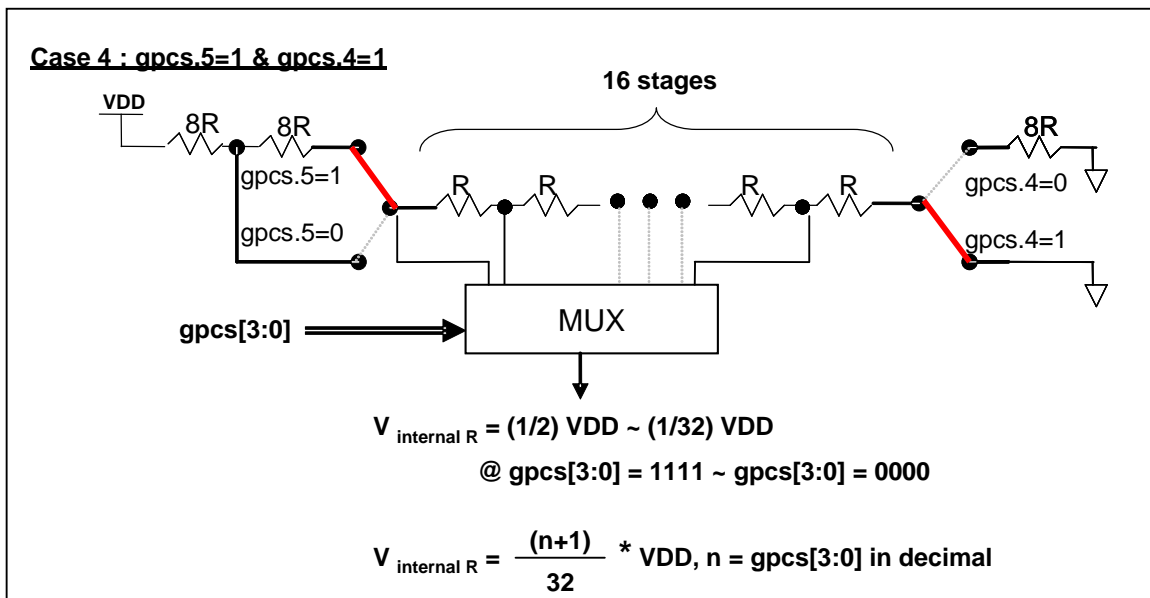 Case 4 : gpcs.5=1 & gpcs.4=1
16 stages
VDD
8R
8R
8R
gpcs.5=1
R
R
R
R
gpcs.4=0
gpcs.5=0
gpcs.4=1
MUX
gpcs[3:0]
V internal R = (1/2) VDD ~ (1/32) VDD
@ gpcs[3:0] = 1111 ~ gpcs[3:0] = 0000
V internal R = (n+1) / 32 * VDD, n = gpcs[3:0] in decimal